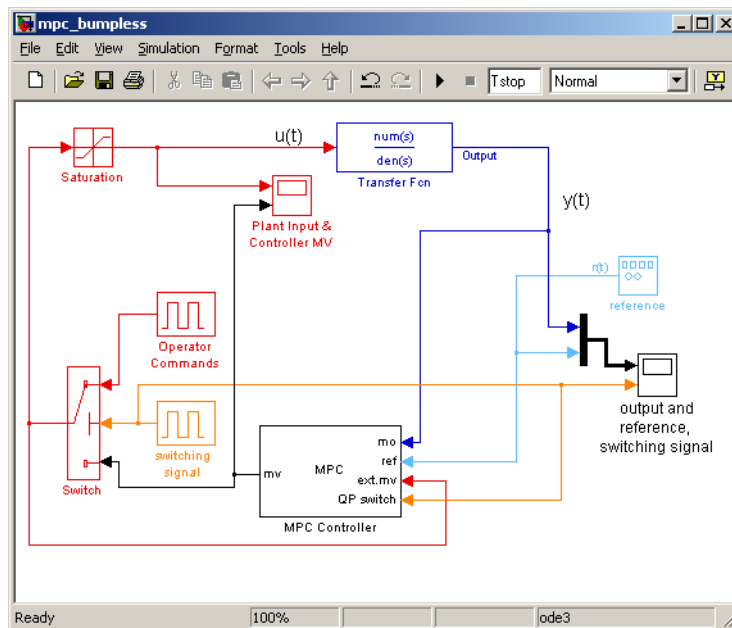 mpc_bumpless
File Edit View Simulation Format Tools Help
Tstop Normal
u(t)
num(s)
den(s)
Output
Saturation
Transfer Fcn
Plant Input &
Controller MV
y(t)
r(t)
reference
Operator
Commands
switching
signal
Switch
mo
ref
mv
MPC
ext.mv
QP switch
MPC Controller
output and
reference,
switching signal
Ready 100% ode3